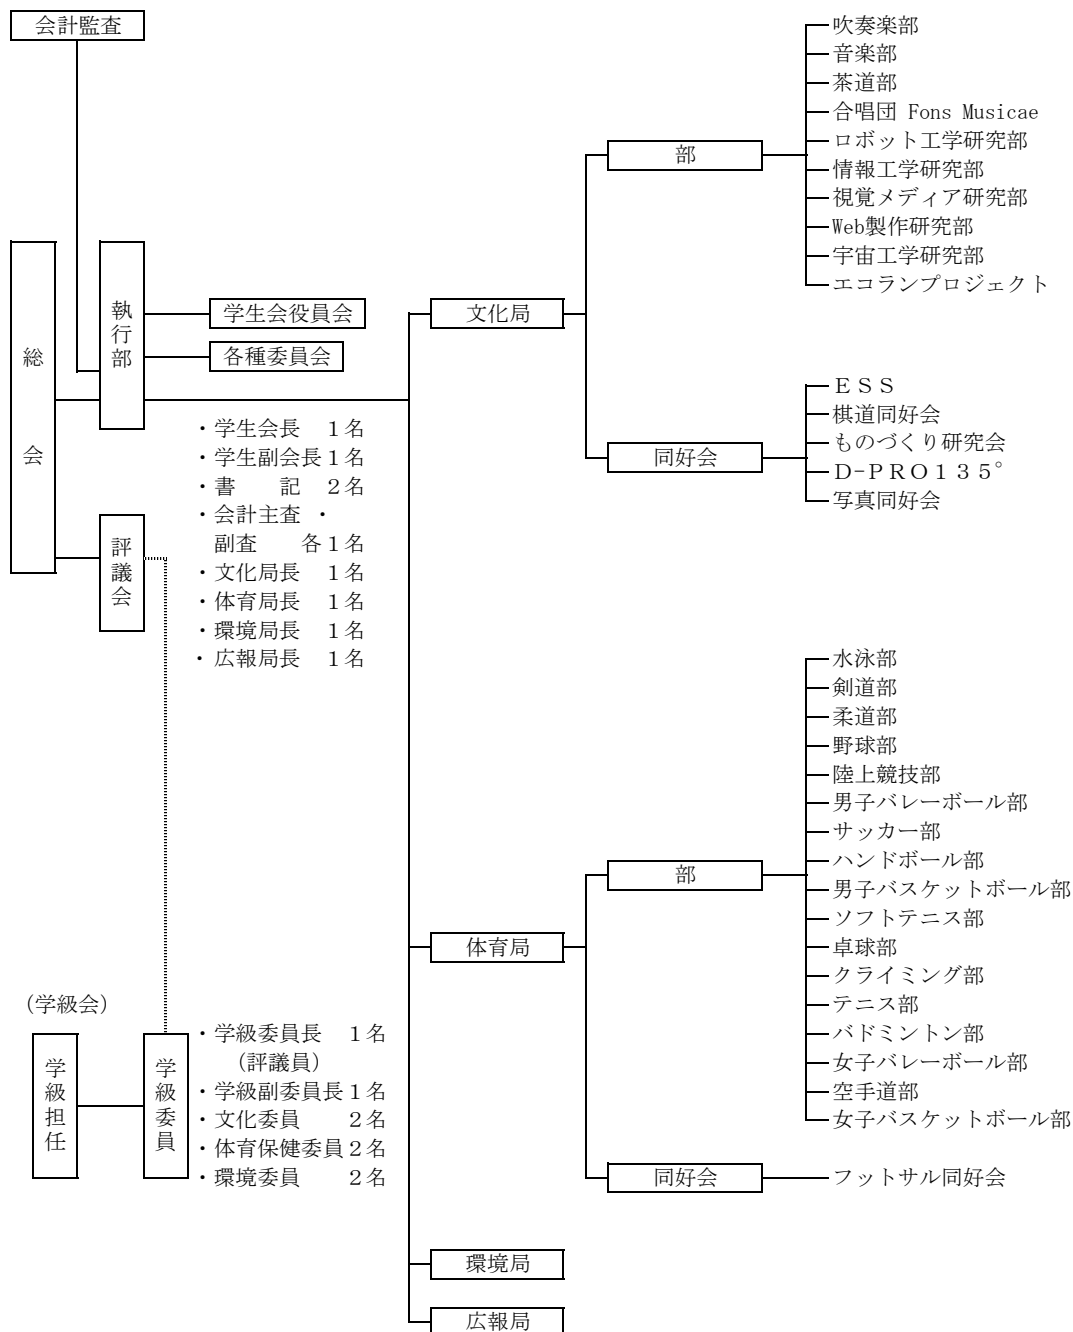 会計監査
総会
執行部
学生会役員会
各種委員会
・学生会長　１名
・学生副会長１名
・書　　記　２名
・会計主査 ・
副査　　各１名
・文化局長　１名
・体育局長　１名
・環境局長　１名
・広報局長　１名
評議会
(学級会)
学級担任
学級委員
・学級委員長　１名
(評議員)
・学級副委員長１名
・文化委員　　２名
・体育保健委員２名
・環境委員　　２名
文化局
部
吹奏楽部
音楽部
茶道部
合唱団 Fons Musicae
ロボット工学研究部
情報工学研究部
視覚メディア研究部
Web製作研究部
宇宙工学研究部
エコランプロジェクト
同好会
ＥＳＳ
棋道同好会
ものづくり研究会
Ｄ-ＰＲＯ１３５°
写真同好会
体育局
部
水泳部
剣道部
柔道部
野球部
陸上競技部
男子バレーボール部
サッカー部
ハンドボール部
男子バスケットボール部
ソフトテニス部
卓球部
クライミング部
テニス部
バドミントン部
女子バレーボール部
空手道部
女子バスケットボール部
同好会
フットサル同好会
環境局
広報局